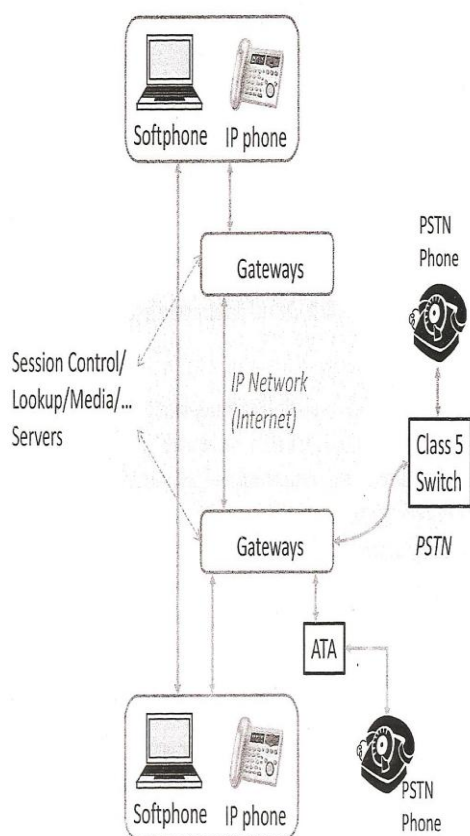 Softphone IP phone
Gateways
PSTN
Phone
Session Control/
Lookup/Media/...
Servers
IP Network
(Internet)
Class 5
Switch
PSTN
Gateways
ATA
Softphone IP phone
PSTN
Phone